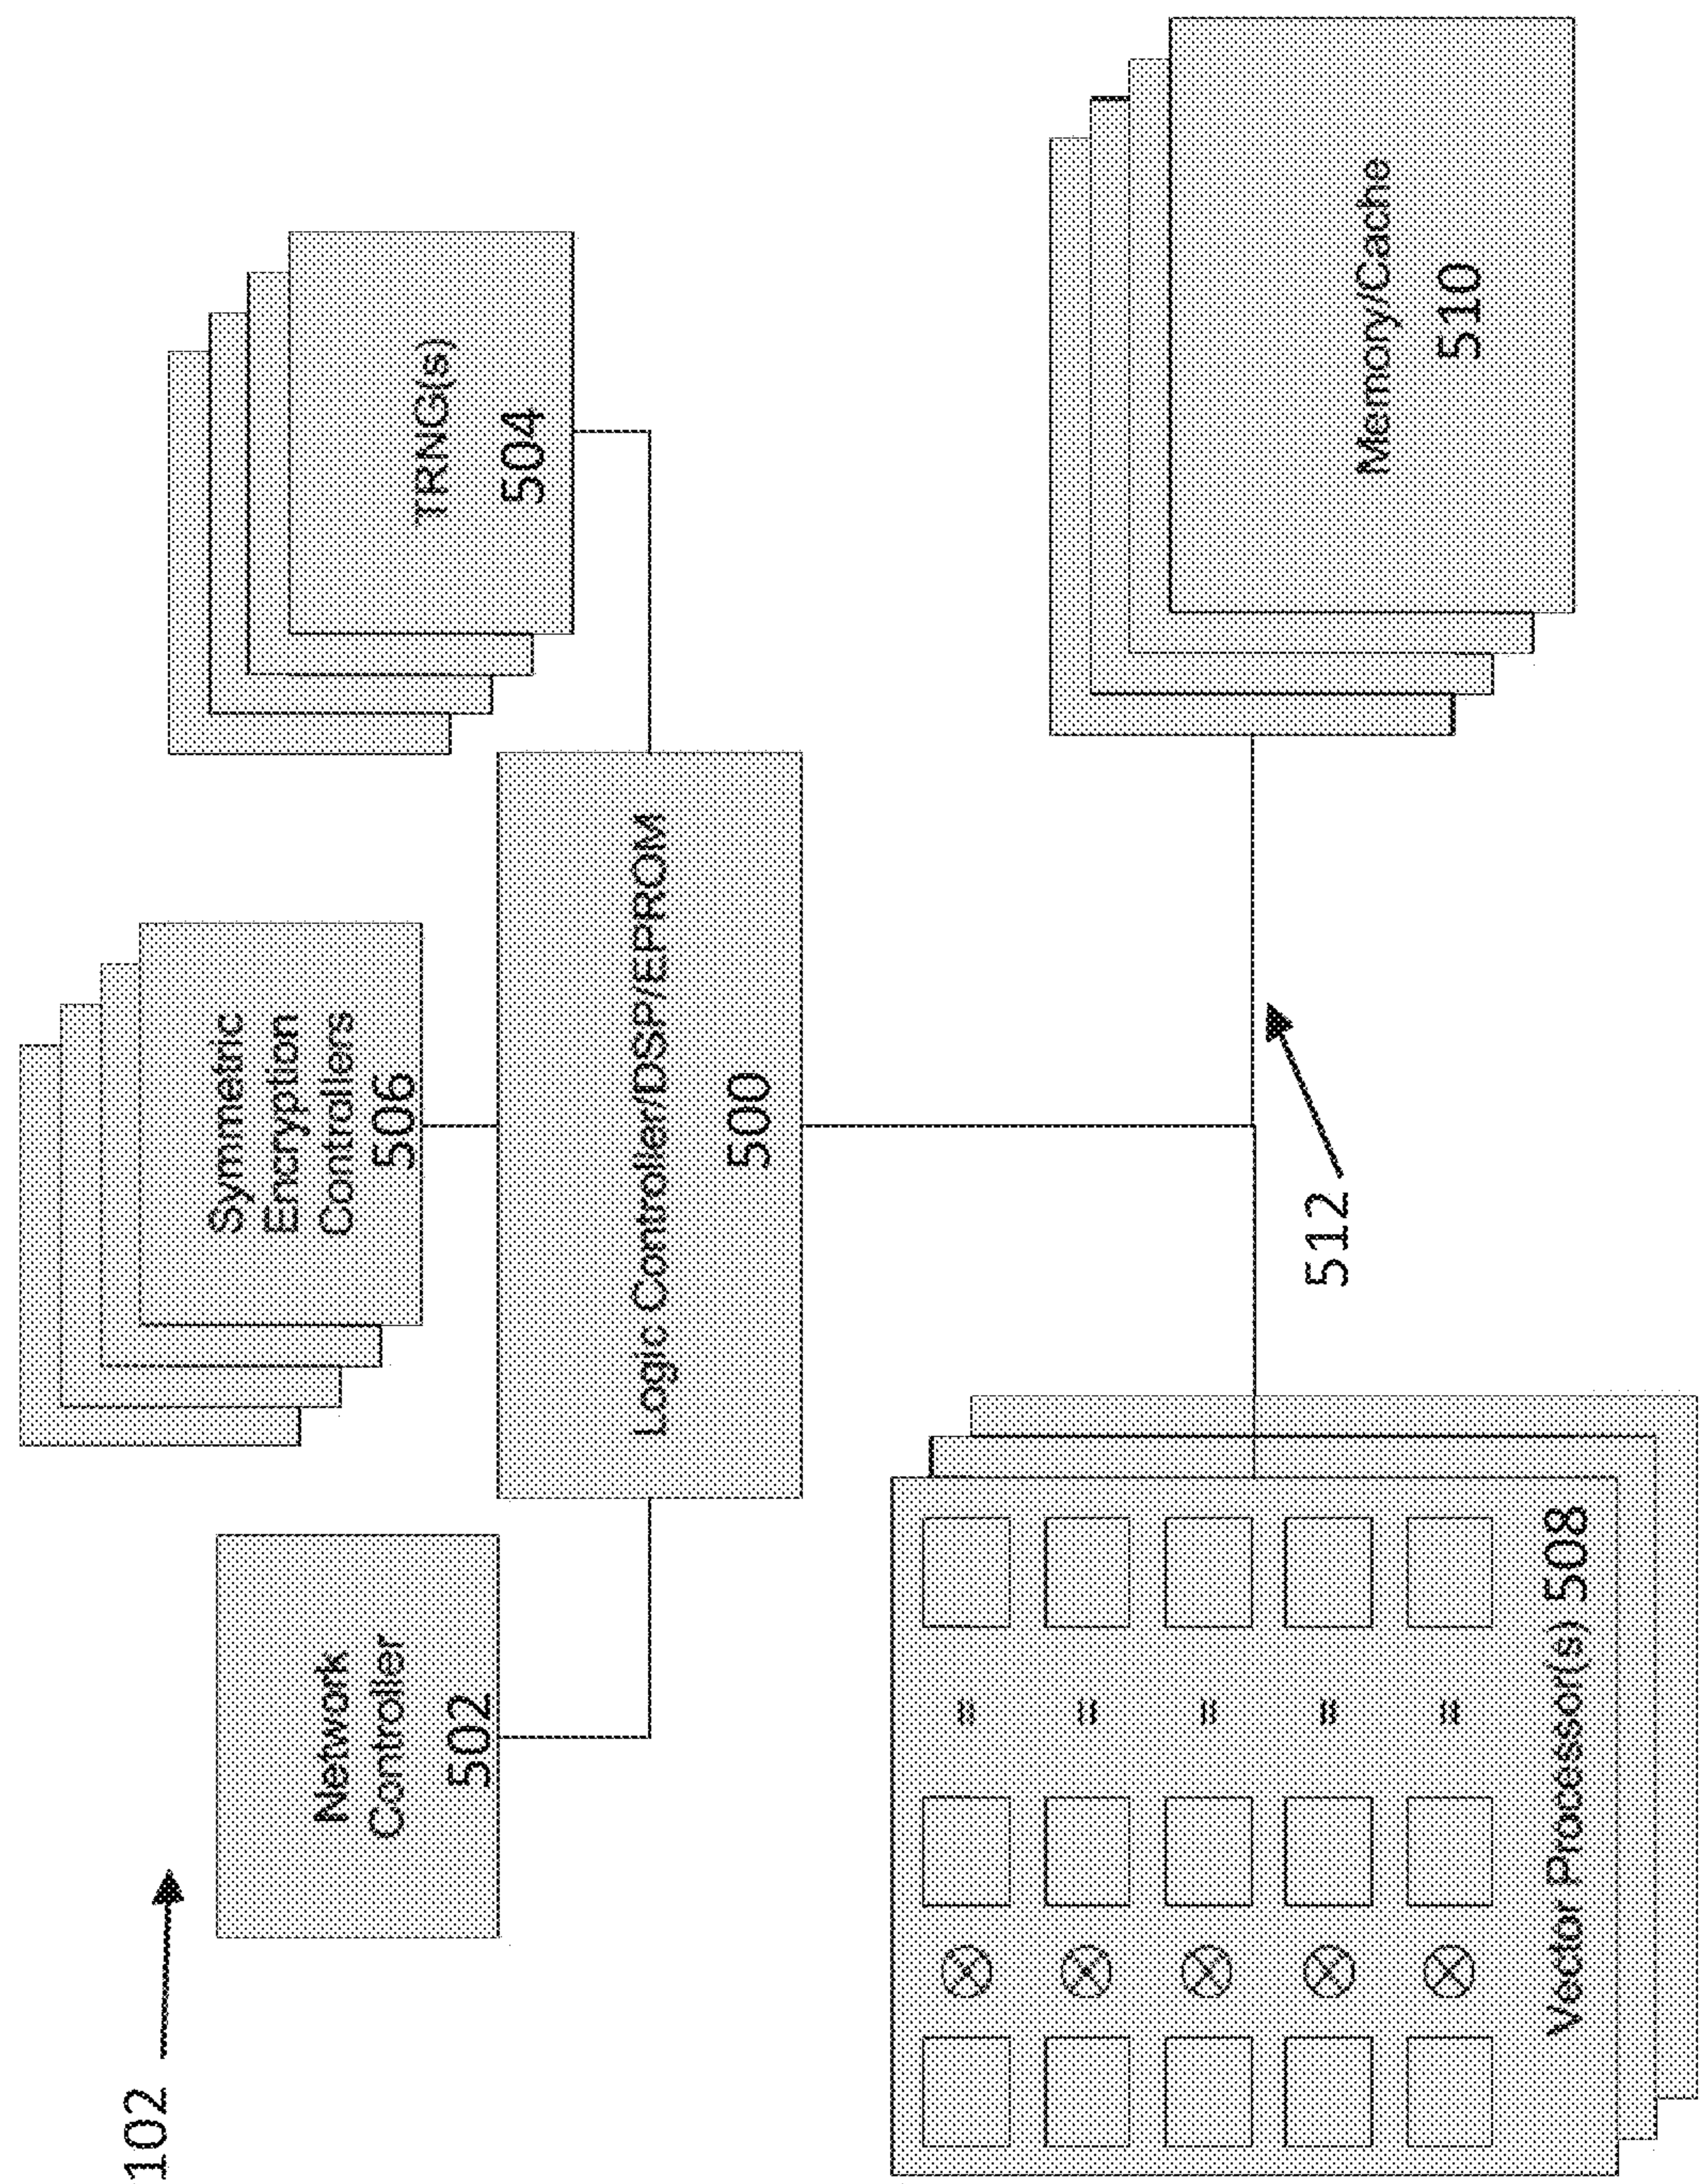 102
Network
Controller
502
Symmetric
Encryption
Controllers
506
TRNG(s)
504
Logic Controller/DSP/EPROM
500
= 
=
=
=
=
Vector Processor(s) 508
512
Memory/Cache
510